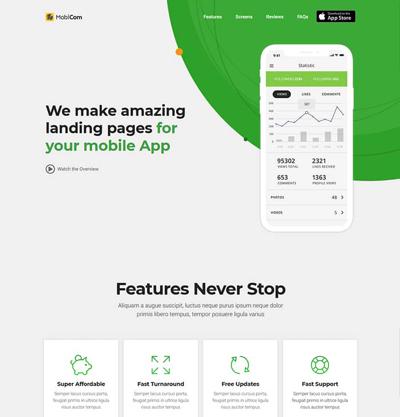 MobiCom
Features
Screens
Reviews
FAQs
Download on the
App Store
We make amazing
landing pages for
your mobile App
Watch the Overview
9:41
Statistic
VIEWS
LIKES
COMMENTS
95302
VIEWS TOTAL
2321
LIKES RECIVED
653
COMMENTS
1363
PROFILE VIEWS
PHOTOS
48
VIDEOS
5
Features Never Stop
Aliquam a augue suscipit, luctus neque purus ipsum neque dolor
primis libero tempus, tempor posuere ligula varius
Super Affordable
Semper lacus cursus porta,
feugiat primis in ultrice ligula
risus auctor tempus
Fast Turnaround
Semper lacus cursus porta,
feugiat primis in ultrice ligula
risus auctor tempus
Free Updates
Semper lacus cursus porta,
feugiat primis in ultrice ligula
risus auctor tempus
Fast Support
Semper lacus cursus porta,
feugiat primis in ultrice ligula
risus auctor tempus